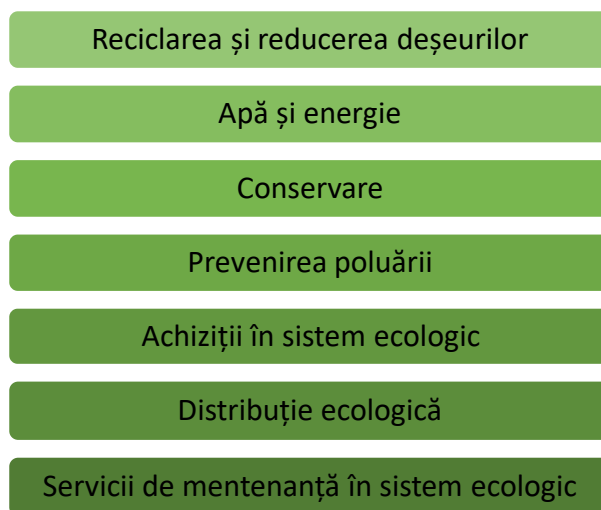 Reciclarea și reducerea deșeurilor
Apă și energie
Conservare
Prevenirea poluării
Achiziții în sistem ecologic
Distribuție ecologică
Servicii de mentenanță în sistem ecologic